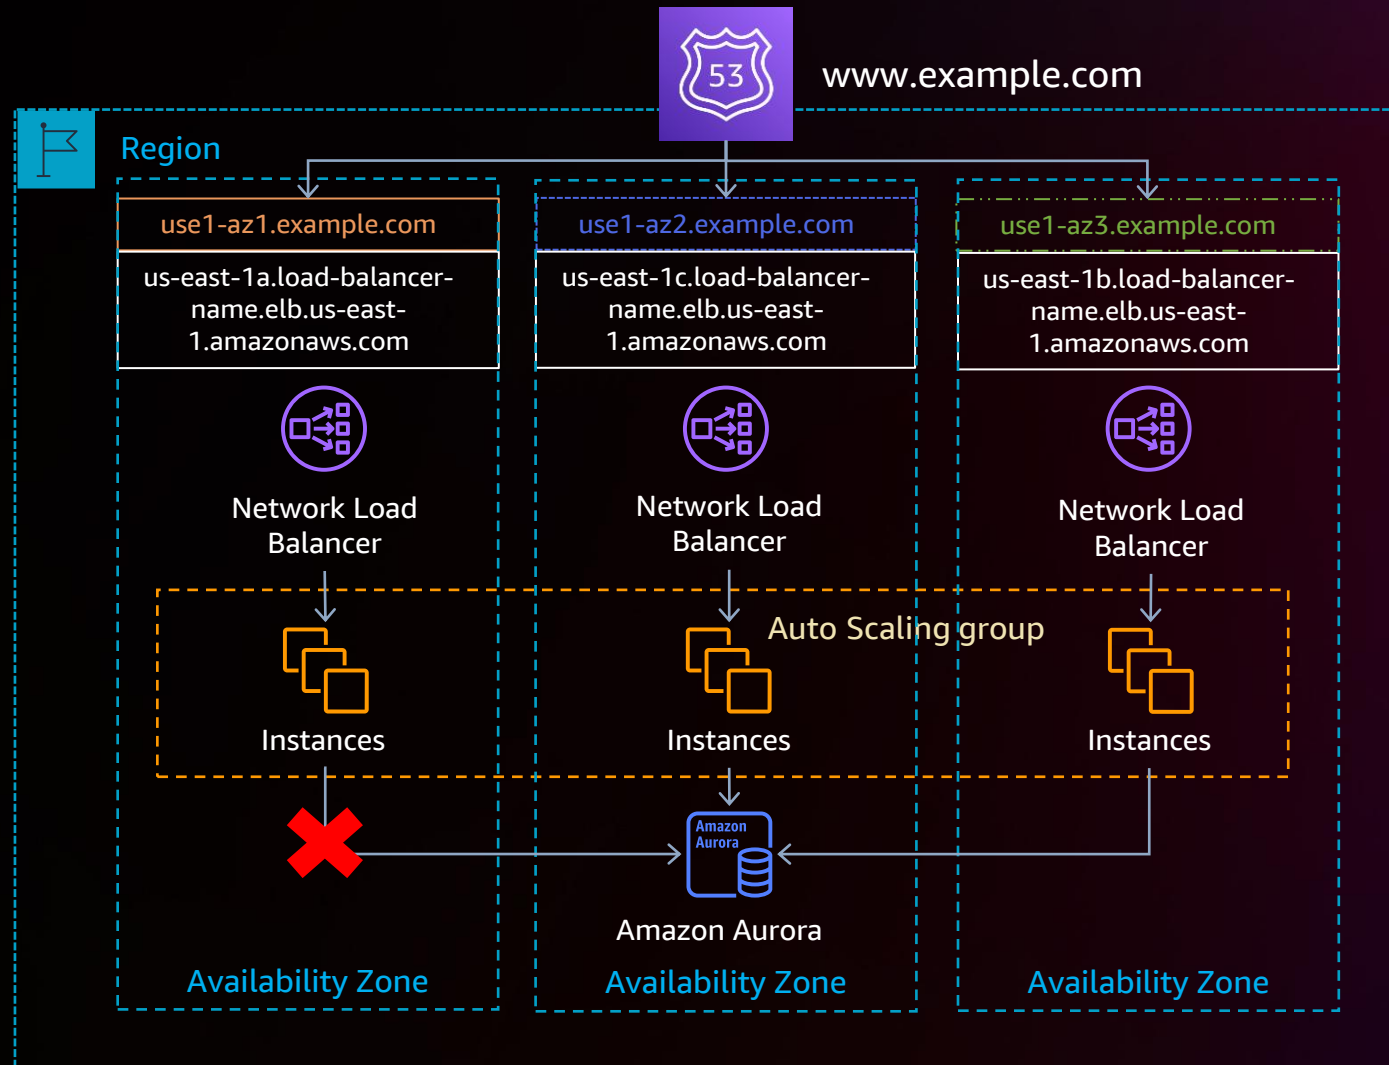 53
www.example.com
Region
use1-az1.example.com
us-east-1a.load-balancer-
name.elb.us-east-
1.amazonaws.com
use1-az2.example.com
us-east-1c.load-balancer-
name.elb.us-east-
1.amazonaws.com
use1-az3.example.com
us-east-1b.load-balancer-
name.elb.us-east-
1.amazonaws.com
Network Load
Balancer
Network Load
Balancer
Network Load
Balancer
Auto Scaling group
Instances
Instances
Instances
Amazon
Aurora
Amazon Aurora
Availability Zone
Availability Zone
Availability Zone